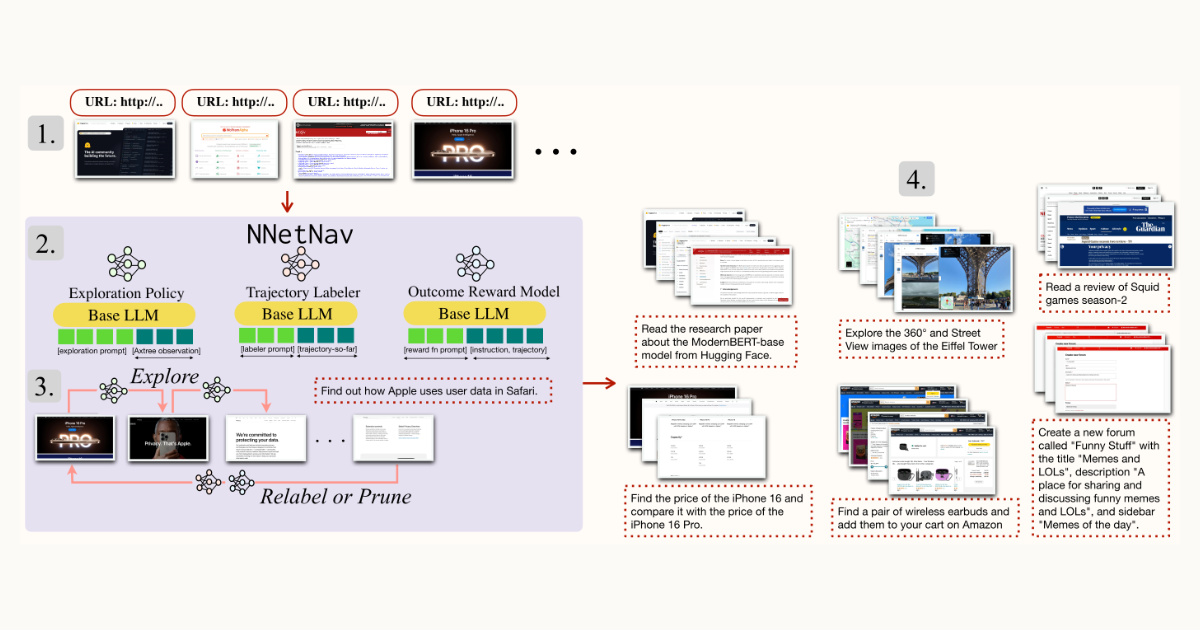 URL: http://..
URL: http://..
URL: http://..
URL: http://..
1.
iPhone 16 Pro
PRO
2.
NNetNav
Exploration Policy
Trajectory Labeler
Outcome Reward Model
Base LLM
Base LLM
Base LLM
[exploration prompt] [Axtree observation]
[labeler prompt] [trajectory-so-far]
[reward fn prompt] [instruction, trajectory]
3.
Explore
Find out how Apple uses user data in Safari.
PRO
Privacy. That's Apple.
We're committed to
protecting your data.
Relabel or Prune
4.
Read the research paper
about the ModernBERT-base
model from Hugging Face.
Explore the 360° and Street
View images of the Eiffel Tower
The
Guardian
Read a review of Squid
games season-2
iPhone 16 Pro
Find the price of the iPhone 16 and
compare it with the price of the
iPhone 16 Pro.
Find a pair of wireless earbuds and
add them to your cart on Amazon
Create a new forum
called "Funny Stuff" with
the title "Memes and
LOLs", description "A
place for sharing and
discussing funny memes
and LOLs", and sidebar
"Memes of the day".